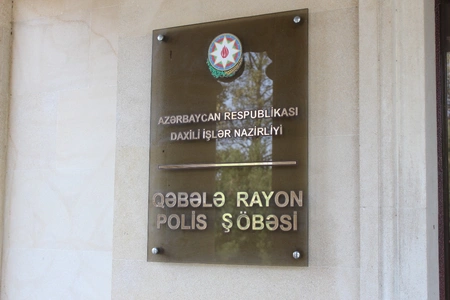 AZƏRBAYCAN RESPUBLİKASI
DAXİLİ İŞLƏR NAZİRLİYİ
QƏBƏLƏ RAYON
POLİS ŞÖBƏSİ